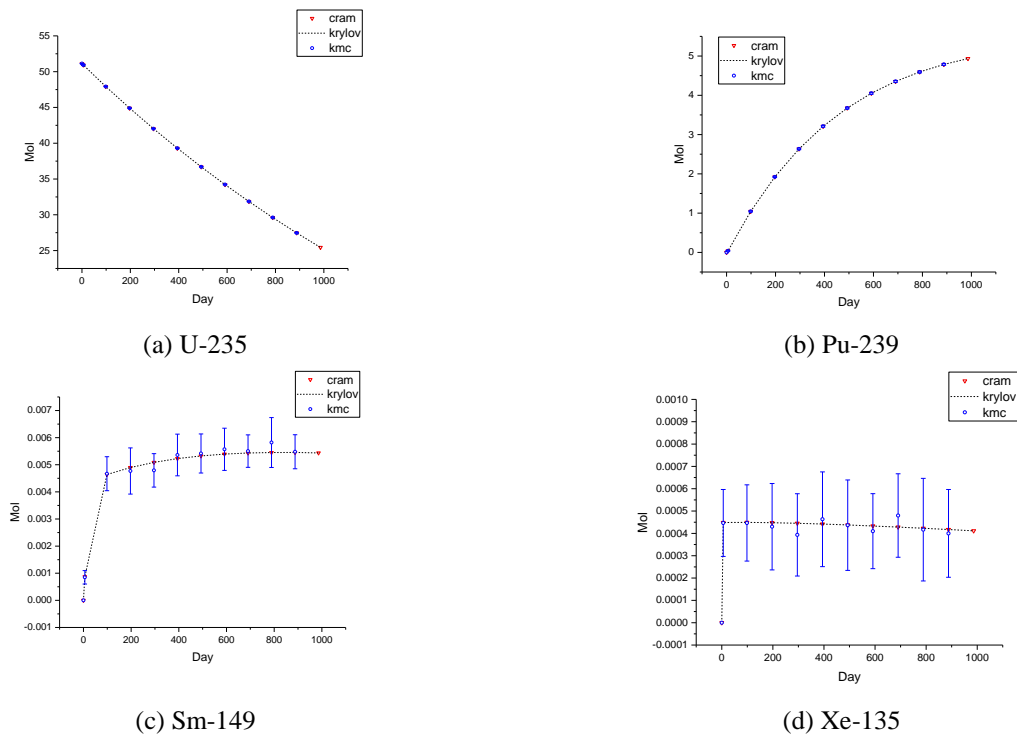 cram
krylov
kmc
55
50
45
40
35
30
25
Mol
0
200
400
600
800
1000
Day
(a) U-235
cram
krylov
kmc
5
4
3
2
1
0
Mol
0
200
400
600
800
1000
Day
(b) Pu-239
cram
krylov
kmc
0.007
0.006
0.005
0.004
0.003
0.002
0.001
0.000
-0.001
Mol
0
200
400
600
800
1000
Day
(c) Sm-149
cram
krylov
kmc
0.0010
0.0009
0.0008
0.0007
0.0006
0.0005
0.0004
0.0003
0.0002
0.0001
0.0000
-0.0001
Mol
0
200
400
600
800
1000
Day
(d) Xe-135